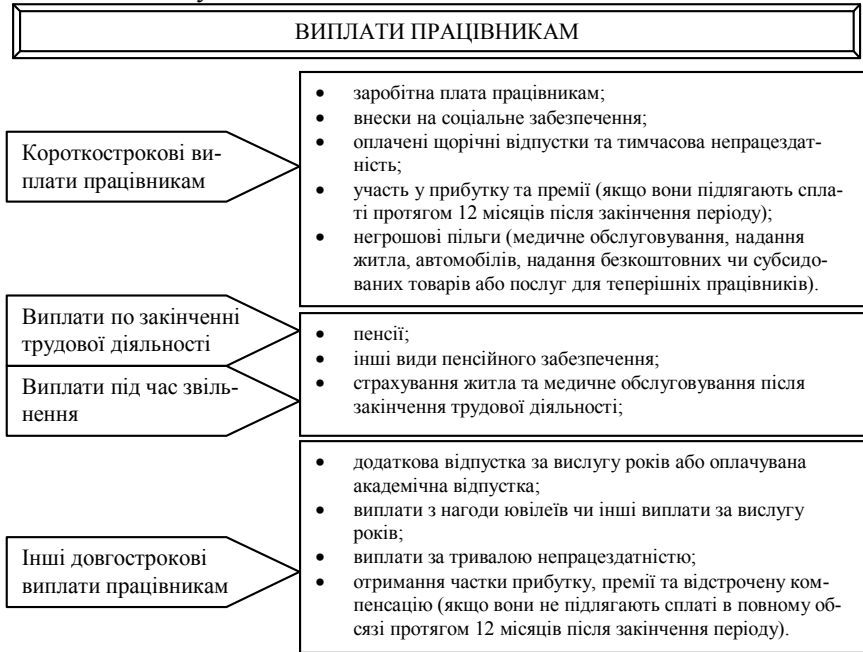 ВИПЛАТИ ПРАЦІВНИКАМ
Короткострокові ви-
плати працівникам
• заробітна плата працівникам;
• внески на соціальне забезпечення;
• оплачені щорічні відпустки та тимчасова непрацездат-
ність;
• участь у прибутку та премії (якщо вони підлягають спла-
ті протягом 12 місяців після закінчення періоду);
• негрошові пільги (медичне обслуговування, надання
житла, автомобілів, надання безкоштовних чи субсидо-
ваних товарів або послуг для теперішніх працівників).
Виплати по закінченні
трудової діяльності
Виплати під час звіль-
нення
• пенсії;
• інші види пенсійного забезпечення;
• страхування житла та медичне обслуговування після
закінчення трудової діяльності;
Інші довгострокові
виплати працівникам
• додаткова відпустка за вислугу років або оплачувана
академічна відпустка;
• виплати з нагоди ювілеїв чи інші виплати за вислугу
років;
• виплати за тривалою непрацездатністю;
• отримання частки прибутку, премії та відстрочену ком-
пенсацію (якщо вони не підлягають сплаті в повному об-
сязі протягом 12 місяців після закінчення періоду).